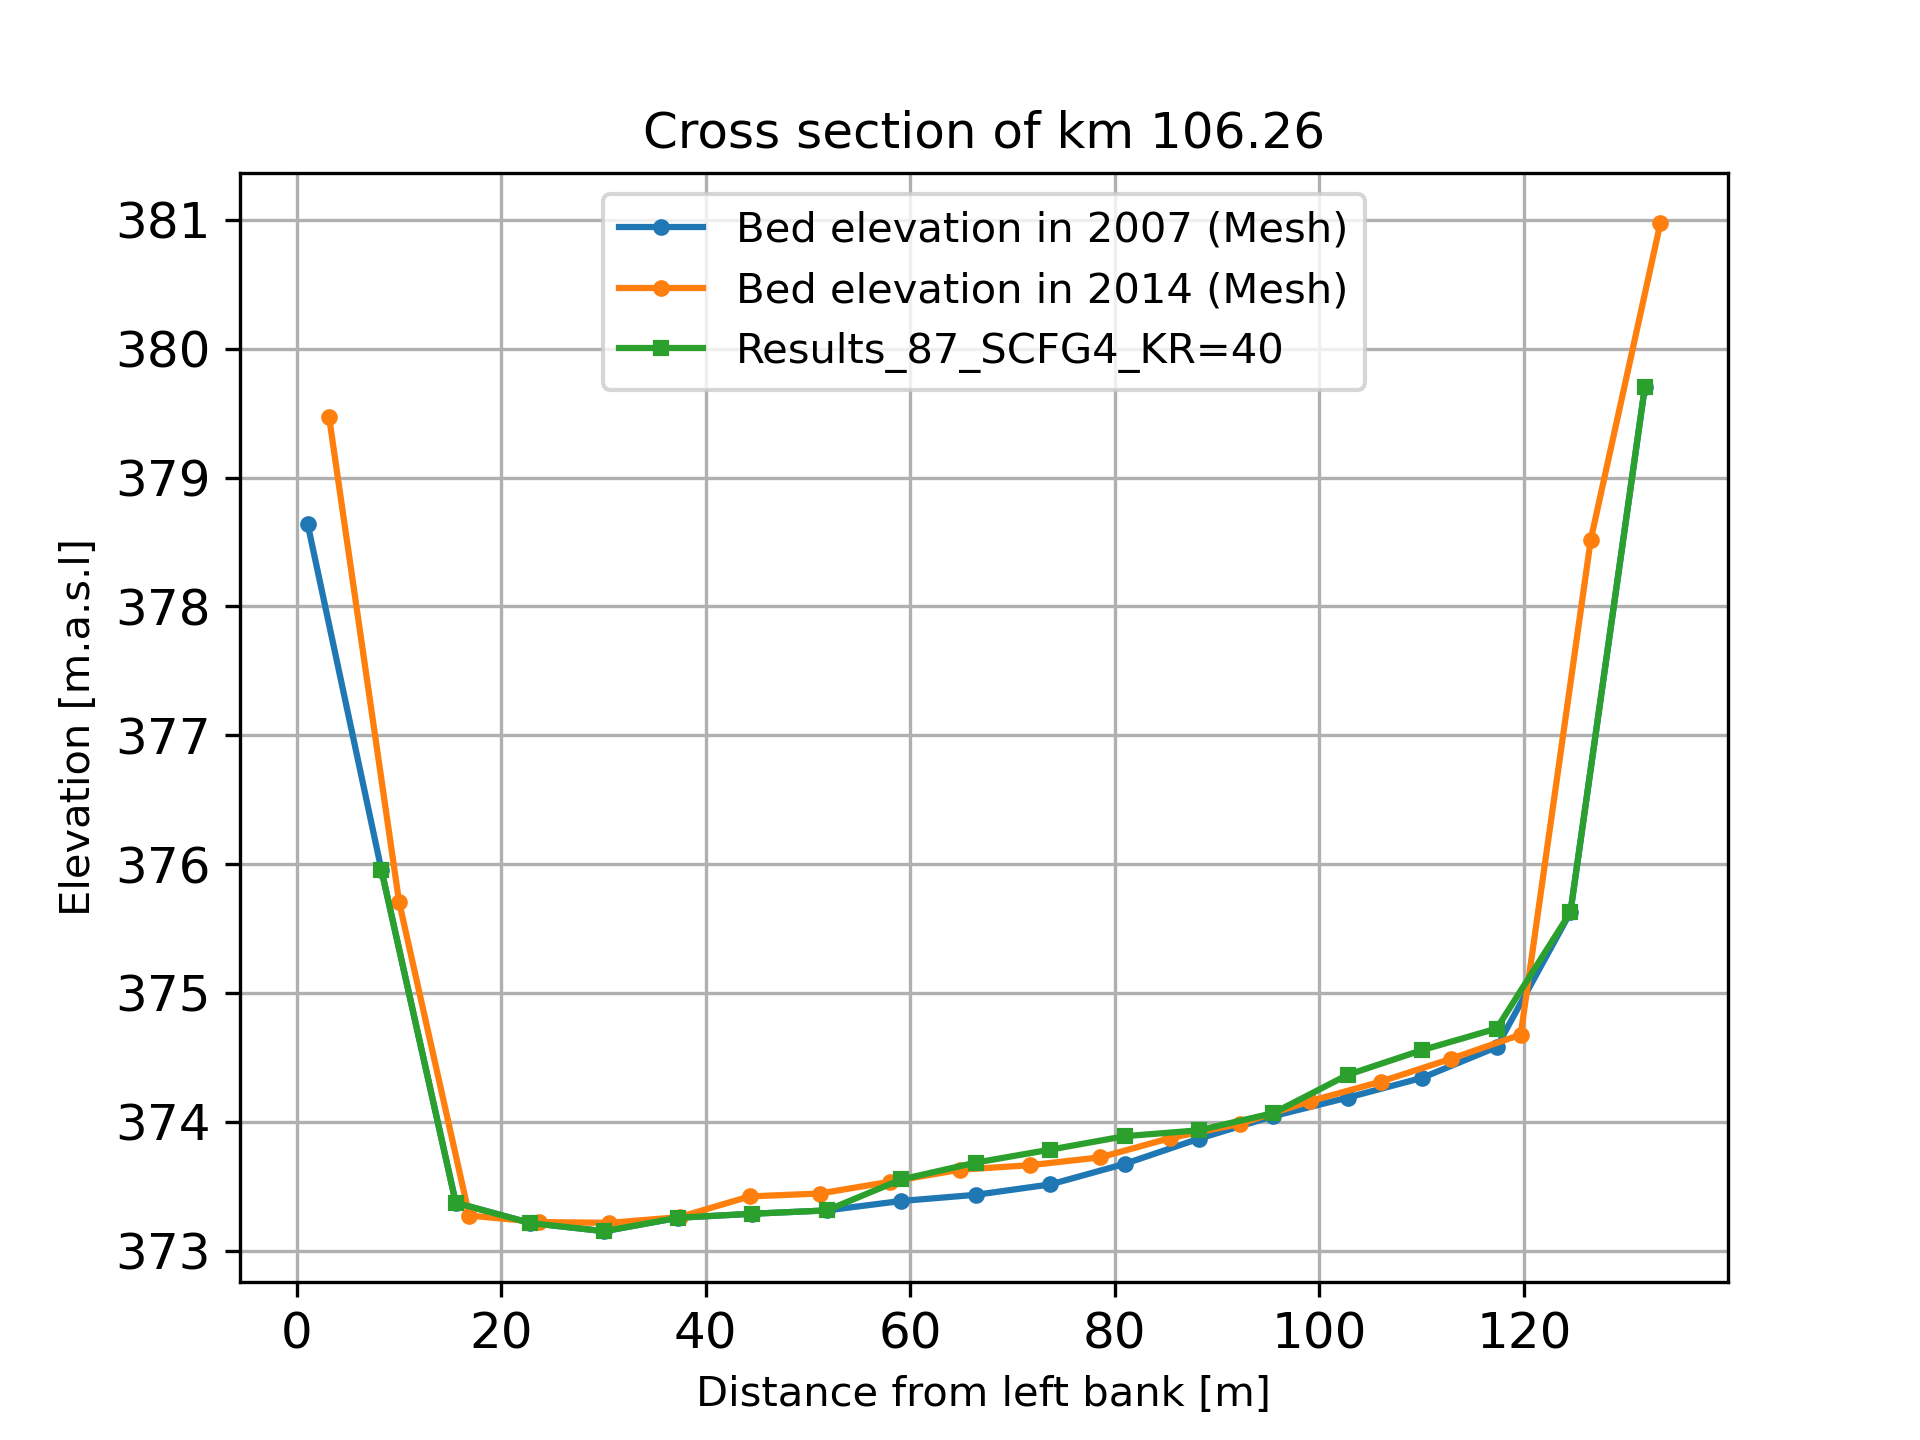 Cross section of km 106.26
Bed elevation in 2007 (Mesh)
Bed elevation in 2014 (Mesh)
Results_87_SCFG4_KR=40
381
380
379
378
377
376
375
374
373
Elevation [m.a.s.l]
0 20 40 60 80 100 120
Distance from left bank [m]